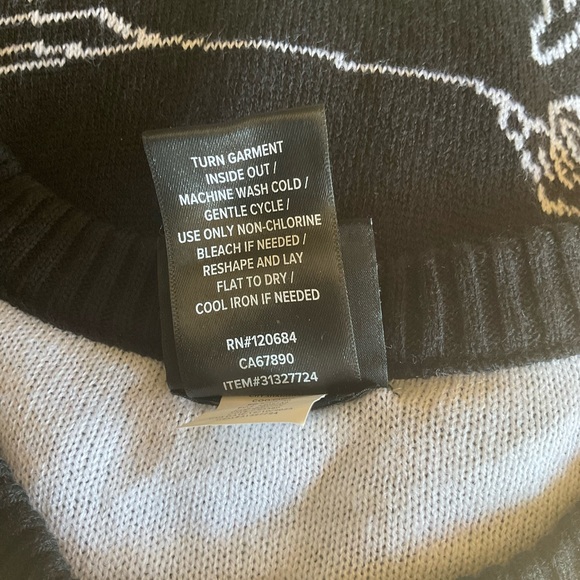 TURN GARMENT
INSIDE OUT /
MACHINE WASH COLD /
GENTLE CYCLE /
USE ONLY NON-CHLORINE
BLEACH IF NEEDED /
RESHAPE AND LAY
FLAT TO DRY /
COOL IRON IF NEEDED
RN#120684
CA67890
ITEM#31327724